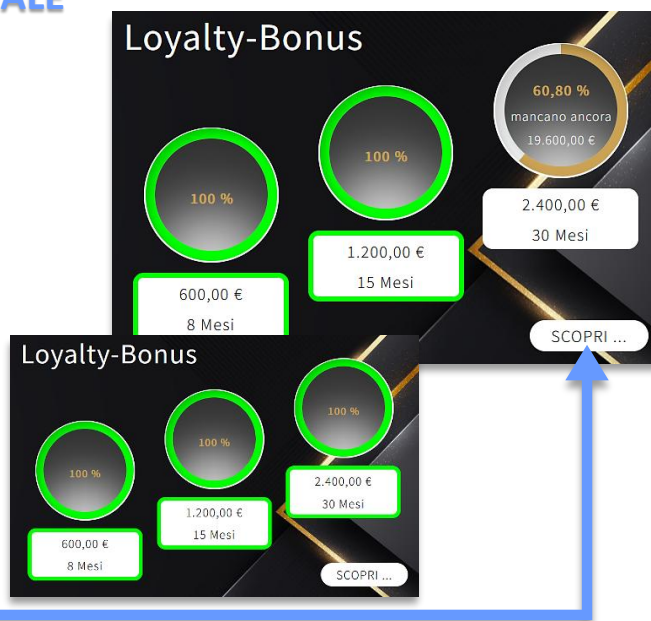 ALE
Loyalty-Bonus
60,80 %
mancano ancora
19.600,00 €
100 %
100 %
2.400,00 €
30 Mesi
1.200,00 €
15 Mesi
600,00 €
8 Mesi
SCOPRI ...
Loyalty-Bonus
100 %
100 %
100 %
2.400,00 €
30 Mesi
1.200,00 €
15 Mesi
600,00 €
8 Mesi
SCOPRI ...